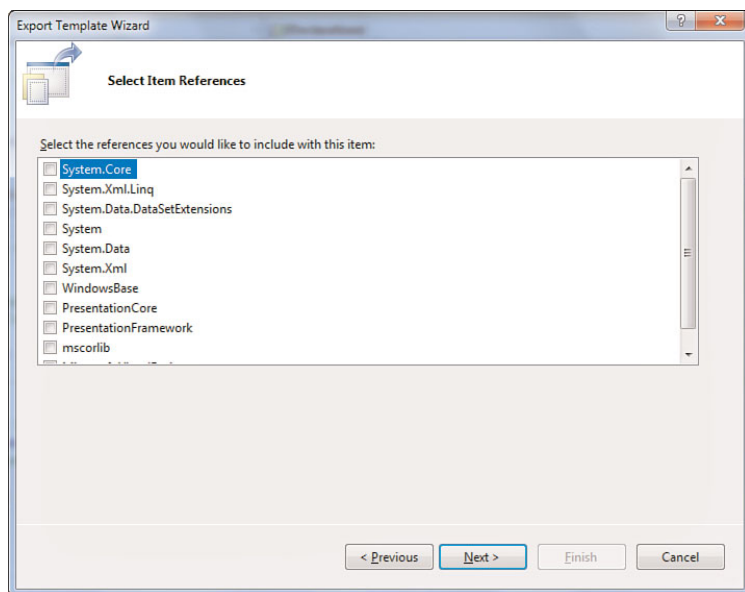 Export Template Wizard
Select Item References
Select the references you would like to include with this item:
System.Core
System.Xml.Linq
System.Data.DataSetExtensions
System
System.Data
System.Xml
WindowsBase
PresentationCore
PresentationFramework
mscorlib
< Previous Next > Finish Cancel